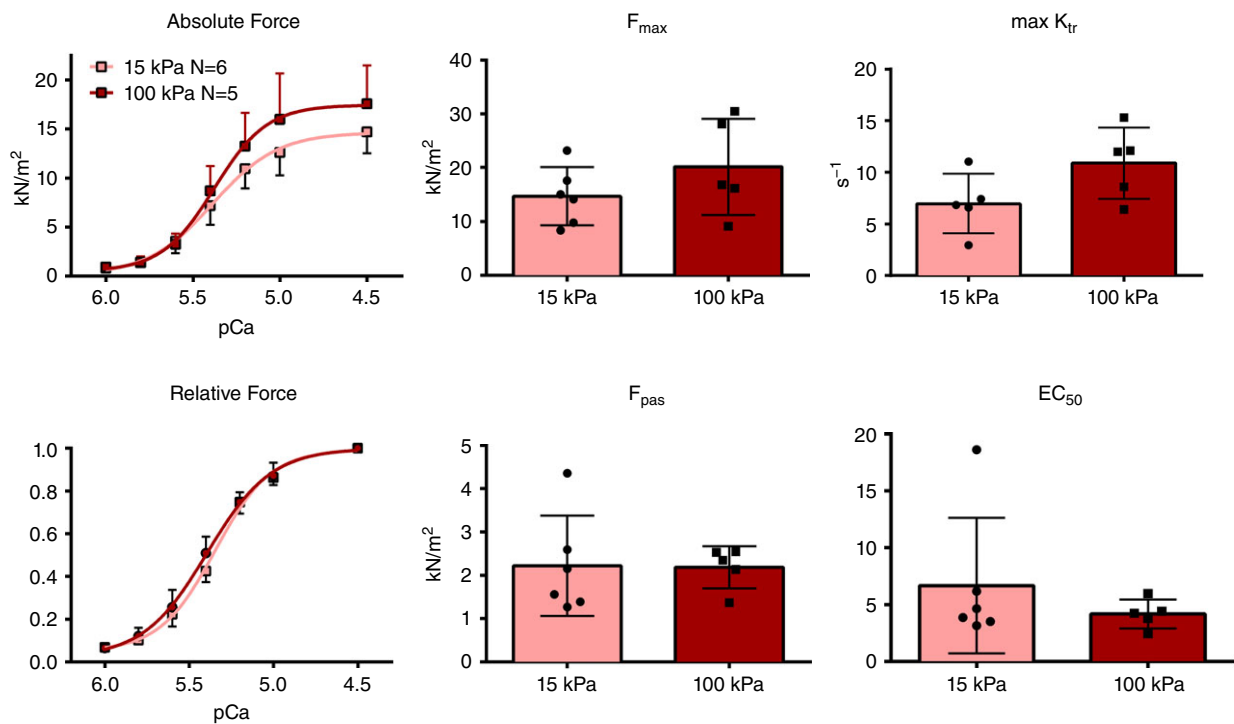 Absolute Force
kN/m²
20
15
10
5
0
15 kPa N=6
100 kPa N=5
6.0 5.5 5.0 4.5
pCa
Fmax
kN/m²
40
30
20
10
0
15 kPa 100 kPa
max Ktr
s⁻¹
20
15
10
5
0
15 kPa 100 kPa
Relative Force
1.0
0.8
0.6
0.4
0.2
0.0
6.0 5.5 5.0 4.5
pCa
Fpas
kN/m²
5
4
3
2
1
0
15 kPa 100 kPa
EC50
20
15
10
5
0
15 kPa 100 kPa